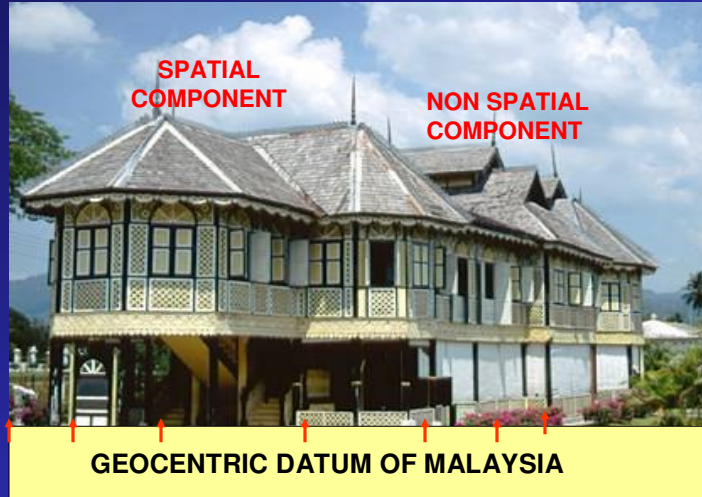 SPATIAL
COMPONENT
NON SPATIAL
COMPONENT
GEOCENTRIC DATUM OF MALAYSIA